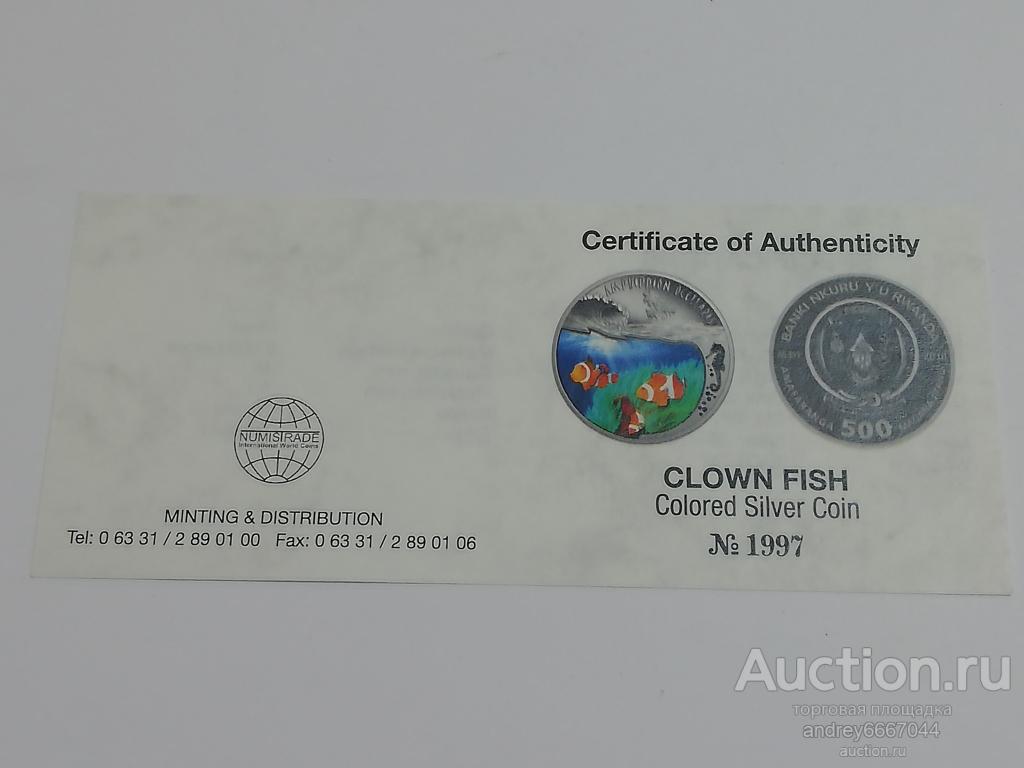 Certificate of Authenticity
BANKI NKURU Y'U RWANDA
500
CLOWN FISH
Colored Silver Coin
№ 1997
NUMISTRADE
International World Coins
MINTING & DISTRIBUTION
Tel: 0 63 31 / 2 89 01 00 Fax: 0 63 31 / 2 89 01 06
Auction.ru
торговая площадка
andrey6667044
auction.ru